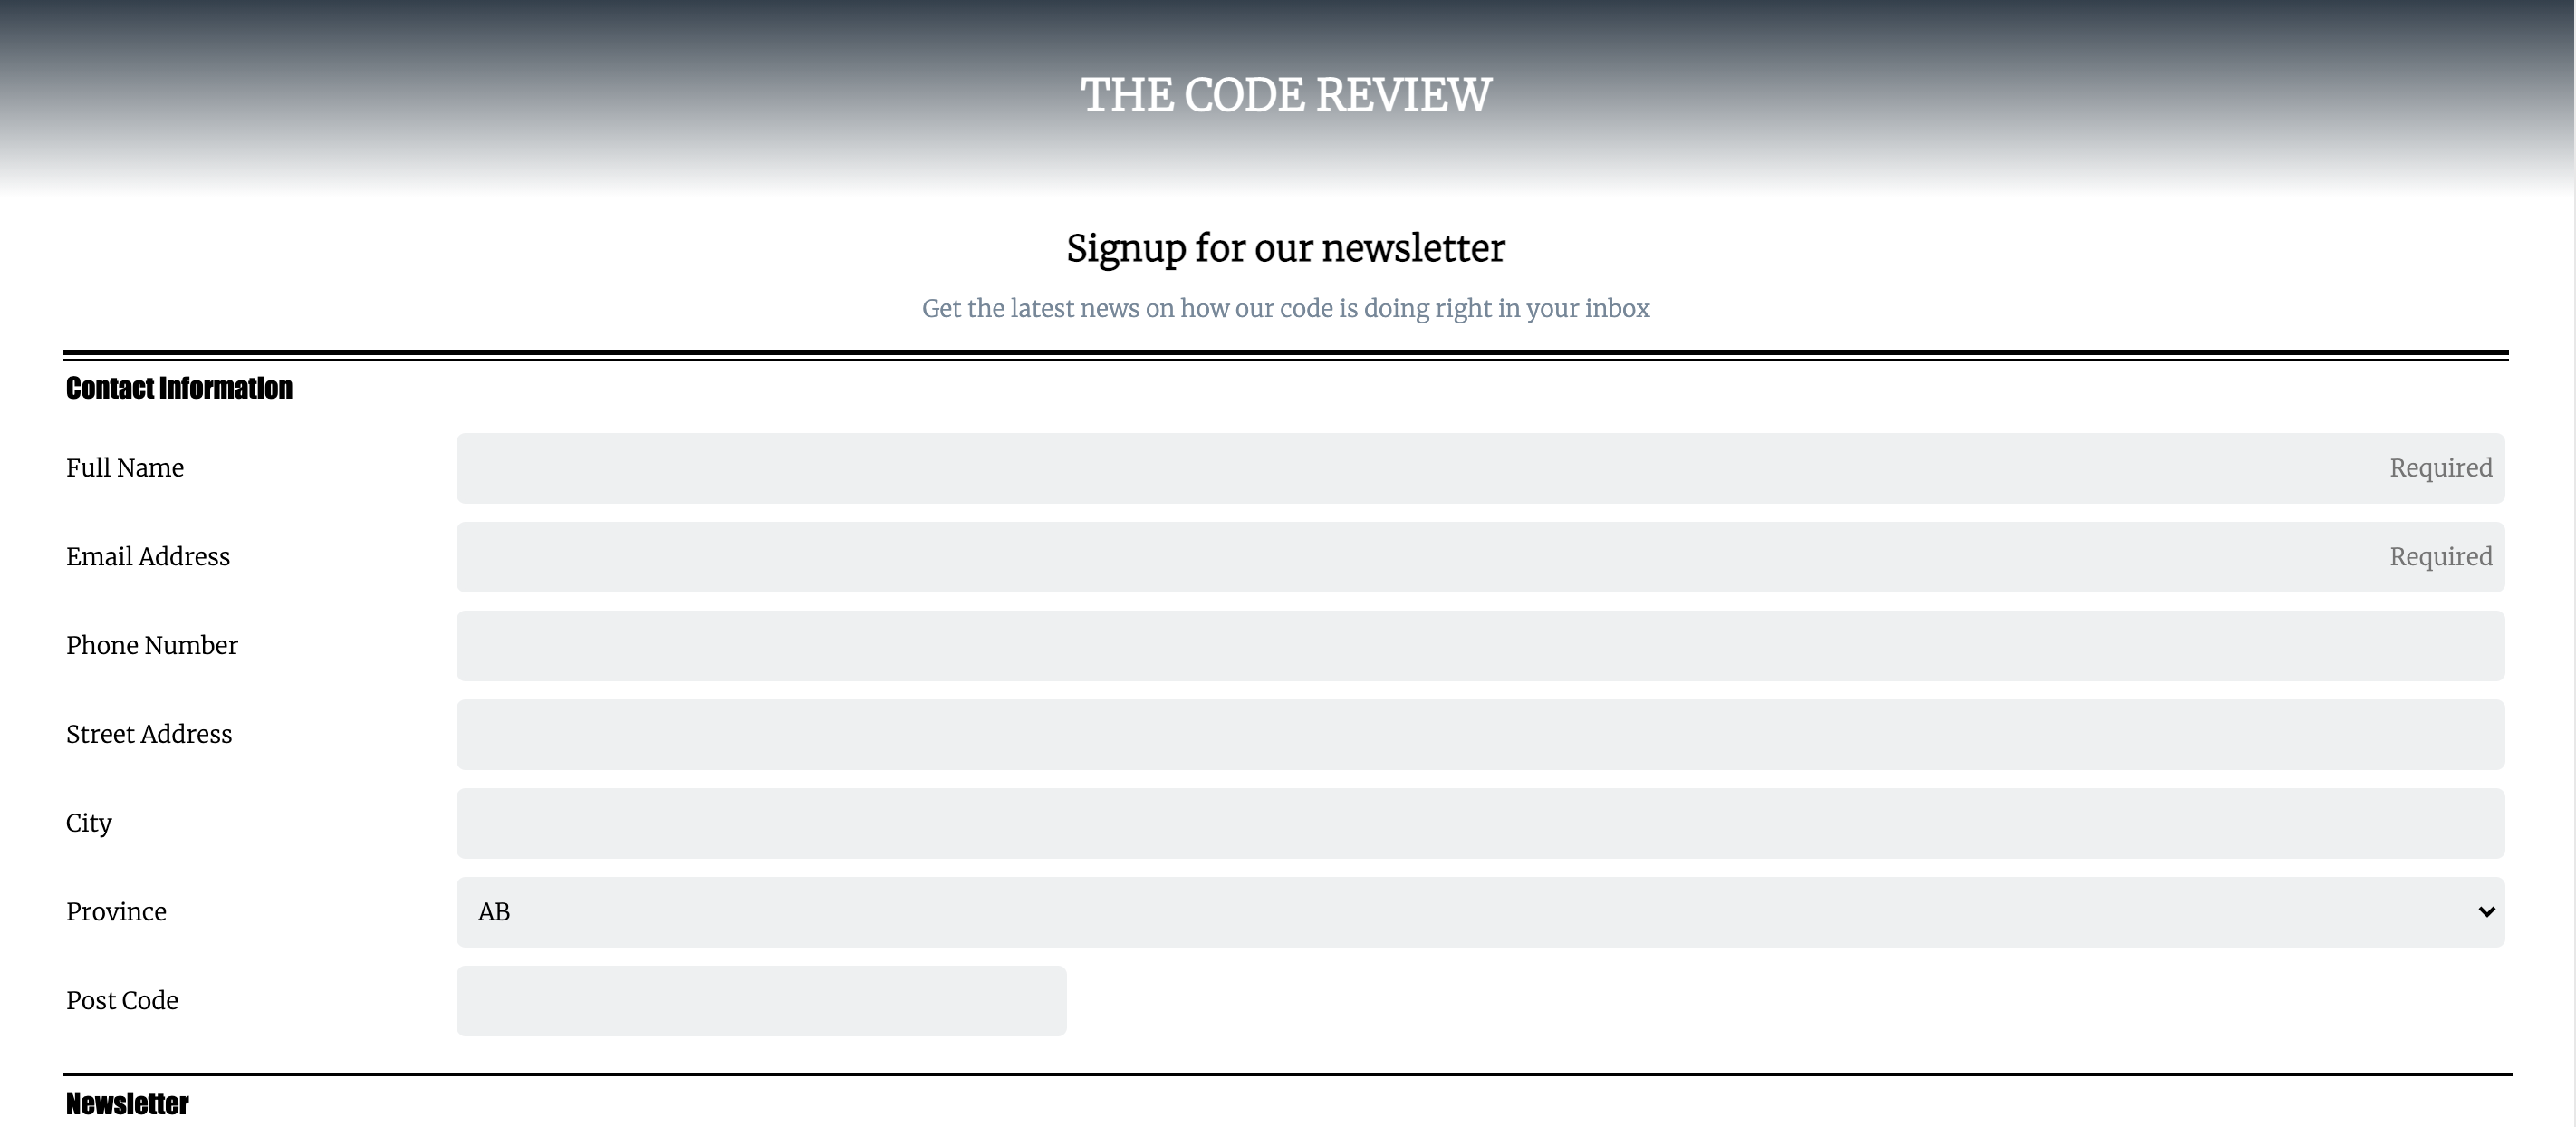 THE CODE REVIEW
Signup for our newsletter
Get the latest news on how our code is doing right in your inbox
Contact Information
Full Name Required
Email Address Required
Phone Number
Street Address
City
Province AB
Post Code
Newsletter